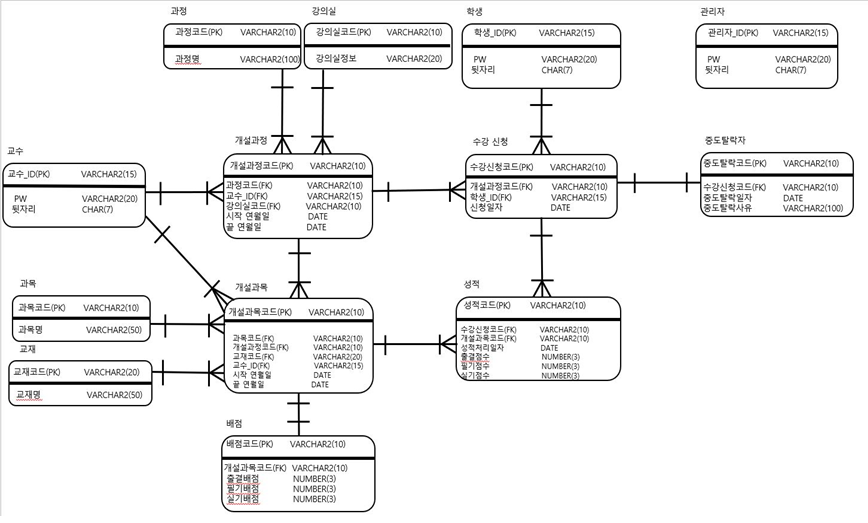 과정
과정코드(PK) VARCHAR2(10)
과정명 VARCHAR2(100)
강의실
강의실코드(PK) VARCHAR2(10)
강의실정보 VARCHAR2(20)
학생
학생_ID(PK) VARCHAR2(15)
PW VARCHAR2(20)
뒷자리 CHAR(7)
관리자
관리자_ID(PK) VARCHAR2(15)
PW VARCHAR2(20)
뒷자리 CHAR(7)
교수
교수_ID(PK) VARCHAR2(15)
PW VARCHAR2(20)
뒷자리 CHAR(7)
개설과정
개설과정코드(PK) VARCHAR2(10)
과정코드(FK) VARCHAR2(10)
교수_ID(FK) VARCHAR2(15)
강의실코드(FK) VARCHAR2(10)
시작 연월일 DATE
끝 연월일 DATE
수강 신청
수강신청코드(PK) VARCHAR2(10)
개설과정코드(FK) VARCHAR2(10)
학생_ID(FK) VARCHAR2(15)
신청일자 DATE
중도탈락자
중도탈락코드(PK) VARCHAR2(10)
수강신청코드(FK) VARCHAR2(10)
중도탈락일자 DATE
중도탈락사유 VARCHAR2(100)
과목
과목코드(PK) VARCHAR2(10)
과목명 VARCHAR2(50)
교재
교재코드(PK) VARCHAR2(20)
교재명 VARCHAR2(50)
개설과목
개설과목코드(PK) VARCHAR2(10)
과목코드(FK) VARCHAR2(10)
개설과정코드(FK) VARCHAR2(10)
교재코드(FK) VARCHAR2(20)
교수_ID(FK) VARCHAR2(15)
시작 연월일 DATE
끝 연월일 DATE
성적
성적코드(PK) VARCHAR2(10)
수강신청코드(FK) VARCHAR2(10)
개설과목코드(FK) VARCHAR2(10)
성적처리일자 DATE
출결점수 NUMBER(3)
필기점수 NUMBER(3)
실기점수 NUMBER(3)
배점
배점코드(PK) VARCHAR2(10)
개설과목코드(FK) VARCHAR2(10)
출결배점 NUMBER(3)
필기배점 NUMBER(3)
실기배점 NUMBER(3)